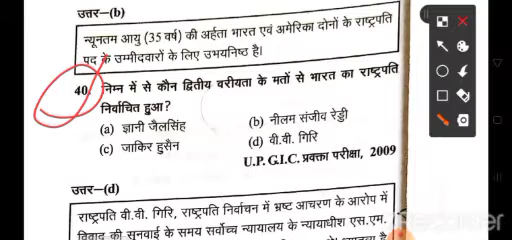 उत्तर–(b)
न्यूनतम आयु (35 वर्ष) की अर्हता भारत एवं अमेरिका दोनों के राष्ट्रपति
पद के उम्मीदवारों के लिए उभयनिष्ठ है।
40. निम्न में से कौन द्वितीय वरीयता के मतों से भारत का राष्ट्रपति
निर्वाचित हुआ?
(a) ज्ञानी जैलसिंह (b) नीलम संजीव रेड्डी
(c) जाकिर हुसैन (d) वी.वी. गिरि
U.P. G.I.C. प्रवक्ता परीक्षा, 2009
उत्तर–(d)
राष्ट्रपति वी.वी. गिरि, राष्ट्रपति निर्वाचन में भ्रष्ट आचरण के आरोप में
विवाद की सुनवाई के समय सर्वोच्च न्यायालय के न्यायाधीश एस.एम.